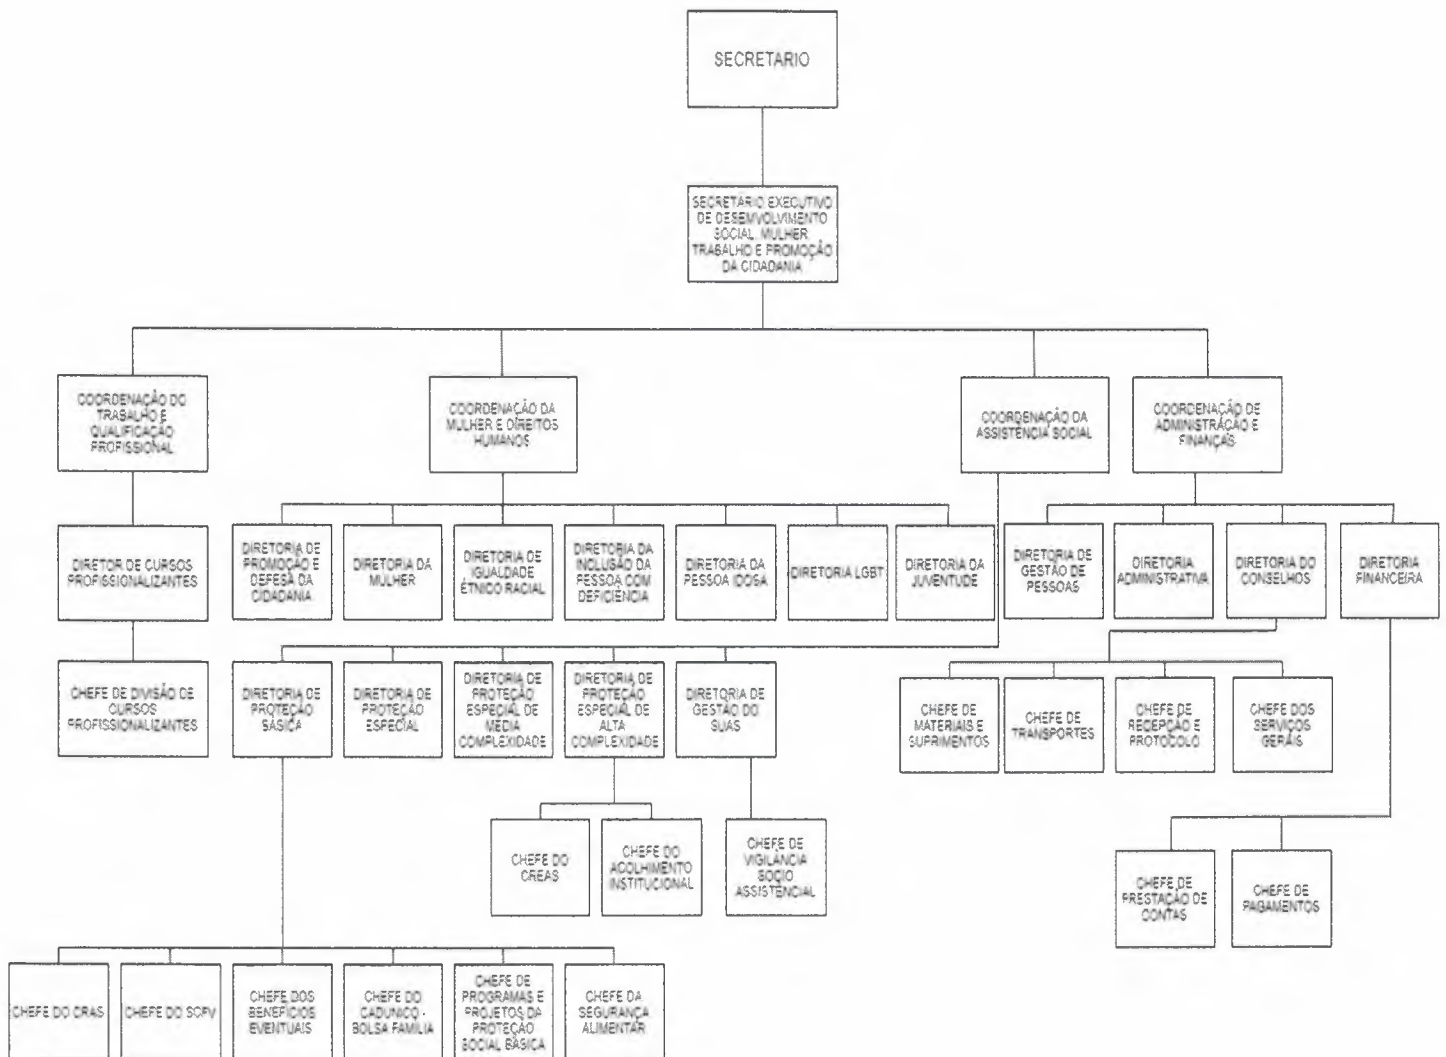 SECRETARIO
SECRETÁRIO EXECUTIVO
DE DESEMVOLVIMENTO
SOCIAL, MULHER
TRABALHO E PROMOÇÃO
DA CIDADANIA
COORDENAÇÃO DO
TRABALHO E
QUALIFICAÇÃO
PROFISSIONAL
COORDENAÇÃO DA
MULHER E DIREITOS
HUMANOS
COORDENAÇÃO DA
ASSISTÊNCIA SOCIAL
COORDENAÇÃO DE
ADMINISTRAÇÃO E
FINANÇAS
DIRETOR DE CURSOS
PROFISSIONALIZANTES
DIRETORIA DE
PROMOÇÃO E
DEFESA DA
CIDADANIA
DIRETORIA DA
MULHER
DIRETORIA DE
IGUALDADE
ÉTNICO RACIAL
DIRETORIA DA
INCLUSÃO DA
PESSOA COM
DEFICIÊNCIA
DIRETORIA DA
PESSOA IDOSA
DIRETORIA LGBT
DIRETORIA DA
JUVENTUDE
DIRETORIA DE
GESTÃO DE
PESSOAS
DIRETORIA
ADMINISTRATIVA
DIRETORIA DO
CONSELHOS
DIRETORIA
FINANCEIRA
CHEFE DE DIVISÃO DE
CURSOS
PROFISSIONALIZANTES
DIRETORIA DE
PROTEÇÃO
BÁSICA
DIRETORIA DE
PROTEÇÃO
ESPECIAL
DIRETORIA DE
PROTEÇÃO
ESPECIAL DE
MÉDIA
COMPLEXIDADE
DIRETORIA DE
PROTEÇÃO
ESPECIAL DE
ALTA
COMPLEXIDADE
DIRETORIA DE
GESTÃO DO
SUAS
CHEFE DE
MATERIAIS E
SUPRIMENTOS
CHEFE DE
TRANSPORTES
CHEFE DE
RECEPÇÃO E
PROTOCOLO
CHEFE DOS
SERVIÇOS
GERAIS
CHEFE DO
CREAS
CHEFE DO
ACOLHIMENTO
INSTITUCIONAL
CHEFE DE
VIGILÂNCIA
SOCIO
ASSISTÊNCIAL
CHEFE DE
PRESTAÇÃO DE
CONTAS
CHEFE DE
PAGAMENTOS
CHEFE DO CRAS
CHEFE DO SCFV
CHEFE DOS
BENEFÍCIOS
EVENTUAIS
CHEFE DO
CADUNICO -
BOLSA FAMÍLIA
CHEFE DE
PROGRAMAS E
PROJETOS DA
PROTEÇÃO
SOCIAL BÁSICA
CHEFE DA
SEGURANÇA
ALIMENTAR